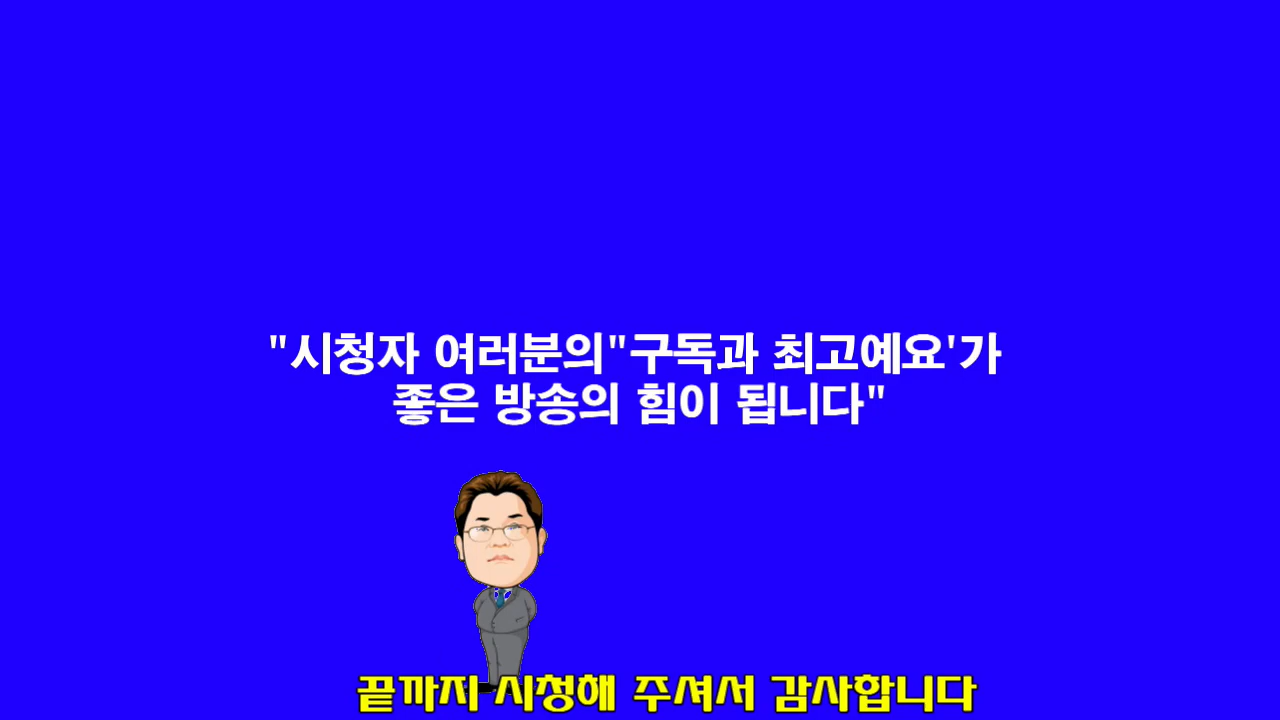 "시청자 여러분의"구독과 최고예요'가
좋은 방송의 힘이 됩니다"
끝까지 시청해 주셔서 감사합니다